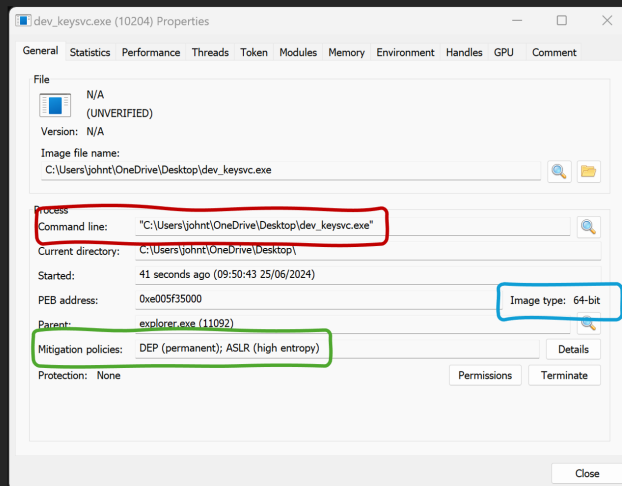 dev_keysvc.exe (10204) Properties
General Statistics Performance Threads Token Modules Memory Environment Handles GPU Comment
File
N/A
(UNVERIFIED)
Version: N/A
Image file name:
C:\Users\johnt\OneDrive\Desktop\dev_keysvc.exe
Process
Command line: "C:\Users\johnt\OneDrive\Desktop\dev_keysvc.exe"
Current directory: C:\Users\johnt\OneDrive\Desktop\
Started: 41 seconds ago (09:50:43 25/06/2024)
PEB address: 0xe005f35000 Image type: 64-bit
Parent: explorer.exe (11092)
Mitigation policies: DEP (permanent); ASLR (high entropy) Details
Protection: None Permissions Terminate
Close